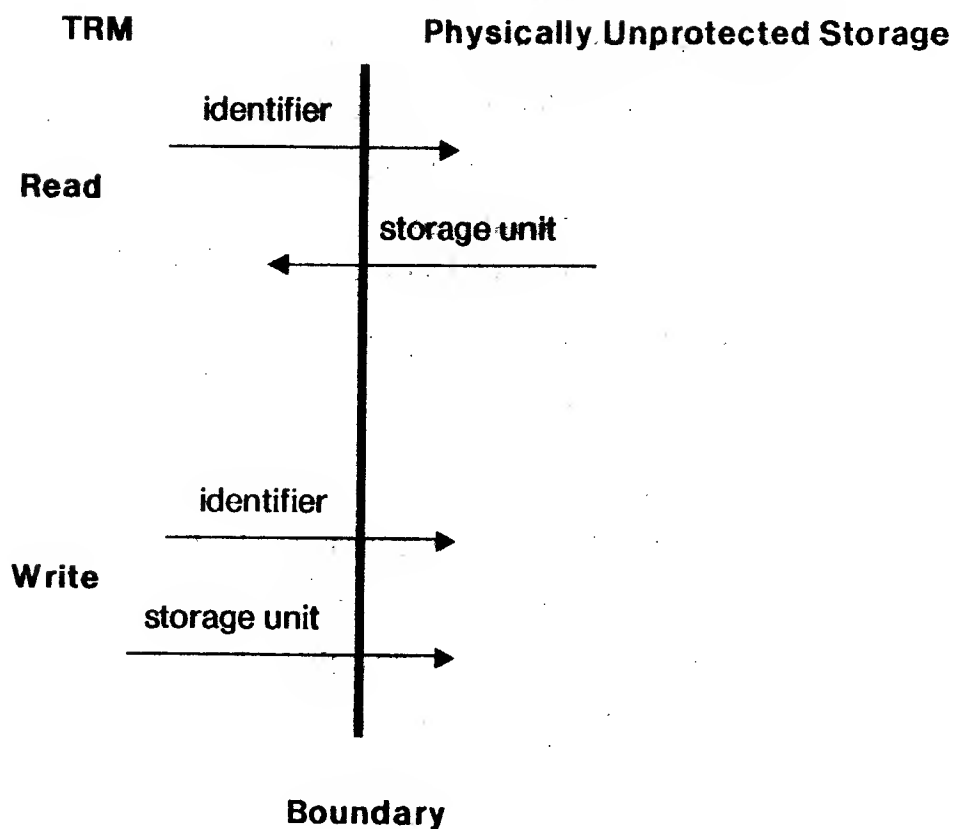 TRM Physically Unprotected Storage
identifier
Read
storage unit
identifier
Write
storage unit
Boundary